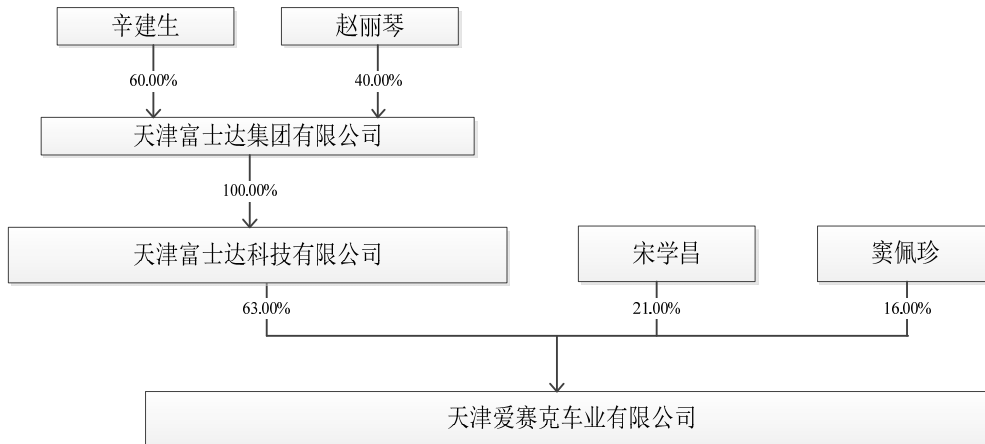 辛建生
赵丽琴
60.00%
40.00%
天津富士达集团有限公司
100.00%
天津富士达科技有限公司
宋学昌
窦佩珍
63.00%
21.00%
16.00%
天津爱赛克车业有限公司